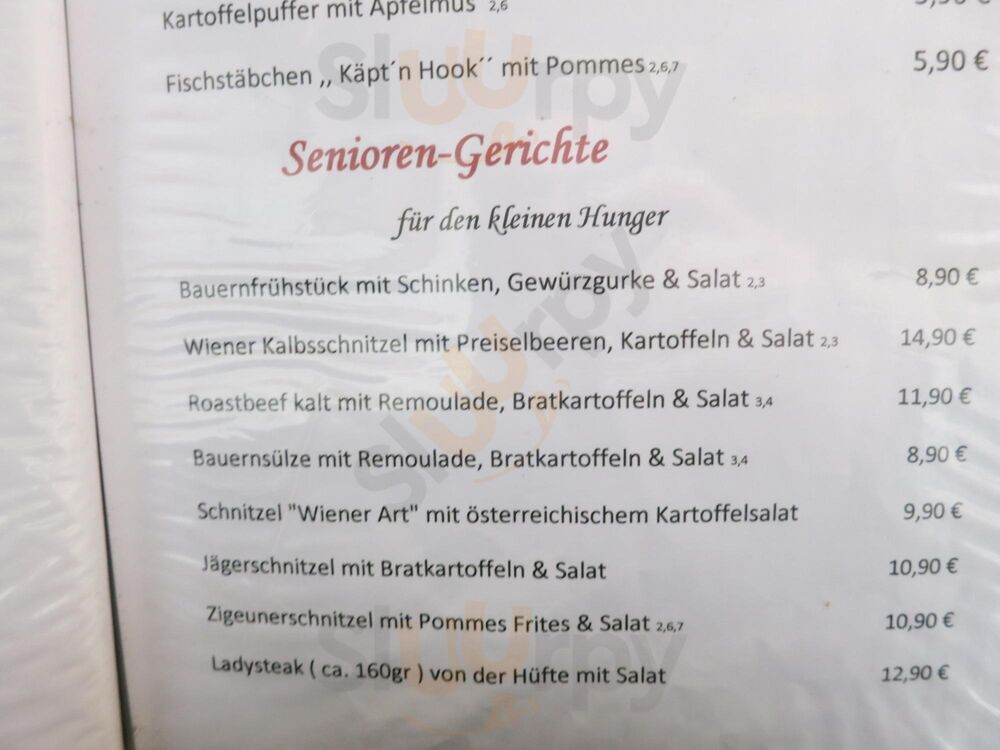 Kartoffelpuffer mit Apfelmus 2,6
Fischstäbchen ,, Käpt´n Hook´´ mit Pommes 2,6,7 5,90 €
Senioren-Gerichte
für den kleinen Hunger
Bauernfrühstück mit Schinken, Gewürzgurke & Salat 2,3 8,90 €
Wiener Kalbsschnitzel mit Preiselbeeren, Kartoffeln & Salat 2,3 14,90 €
Roastbeef kalt mit Remoulade, Bratkartoffeln & Salat 3,4 11,90 €
Bauernsülze mit Remoulade, Bratkartoffeln & Salat 3,4 8,90 €
Schnitzel "Wiener Art" mit österreichischem Kartoffelsalat 9,90 €
Jägerschnitzel mit Bratkartoffeln & Salat 10,90 €
Zigeunerschnitzel mit Pommes Frites & Salat 2,6,7 10,90 €
Ladysteak ( ca. 160gr ) von der Hüfte mit Salat 12,90 €
Sluurpy
Sluurpy
Sluurpy